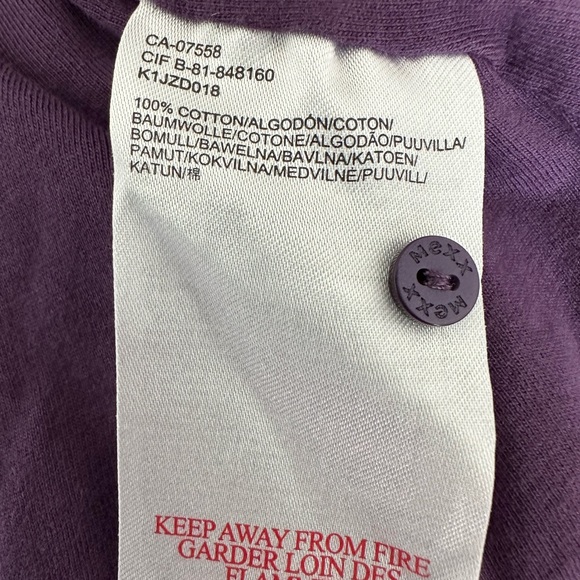 CA-07558
CIF B-81-848160
K1JZD018
100% COTTON/ALGODÓN/COTON/
BAUMWOLLE/COTONE/ALGODÃO/PUUVILLA/
BOMULL/BAWEŁNA/BAVLNA/KATOEN/
PAMUT/KOKVILNA/MEDVILNĖ/PUUVILL/
KATUN/棉
Mexx
Mexx
KEEP AWAY FROM FIRE
GARDER LOIN DES